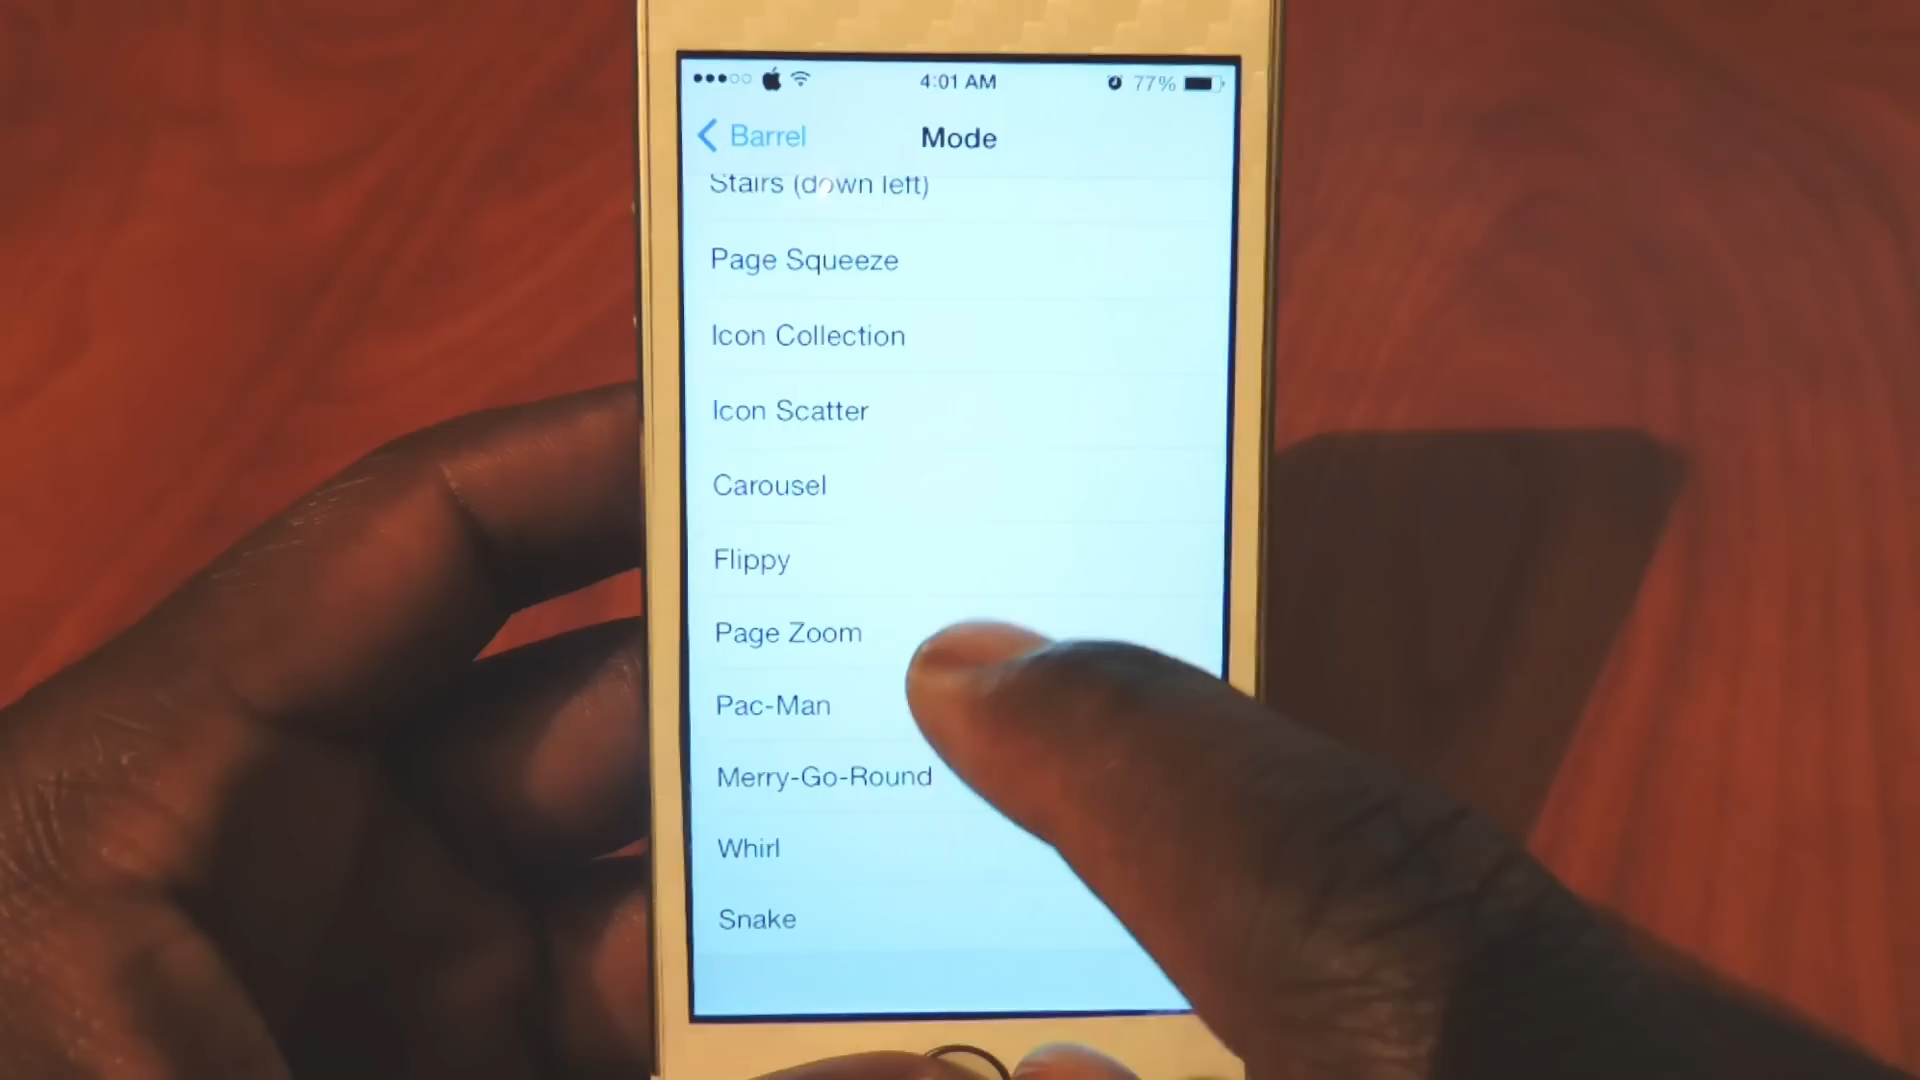 4:01 AM
77%
Barrel
Mode
Stairs (down left)
Page Squeeze
Icon Collection
Icon Scatter
Carousel
Flippy
Page Zoom
Pac-Man
Merry-Go-Round
Whirl
Snake